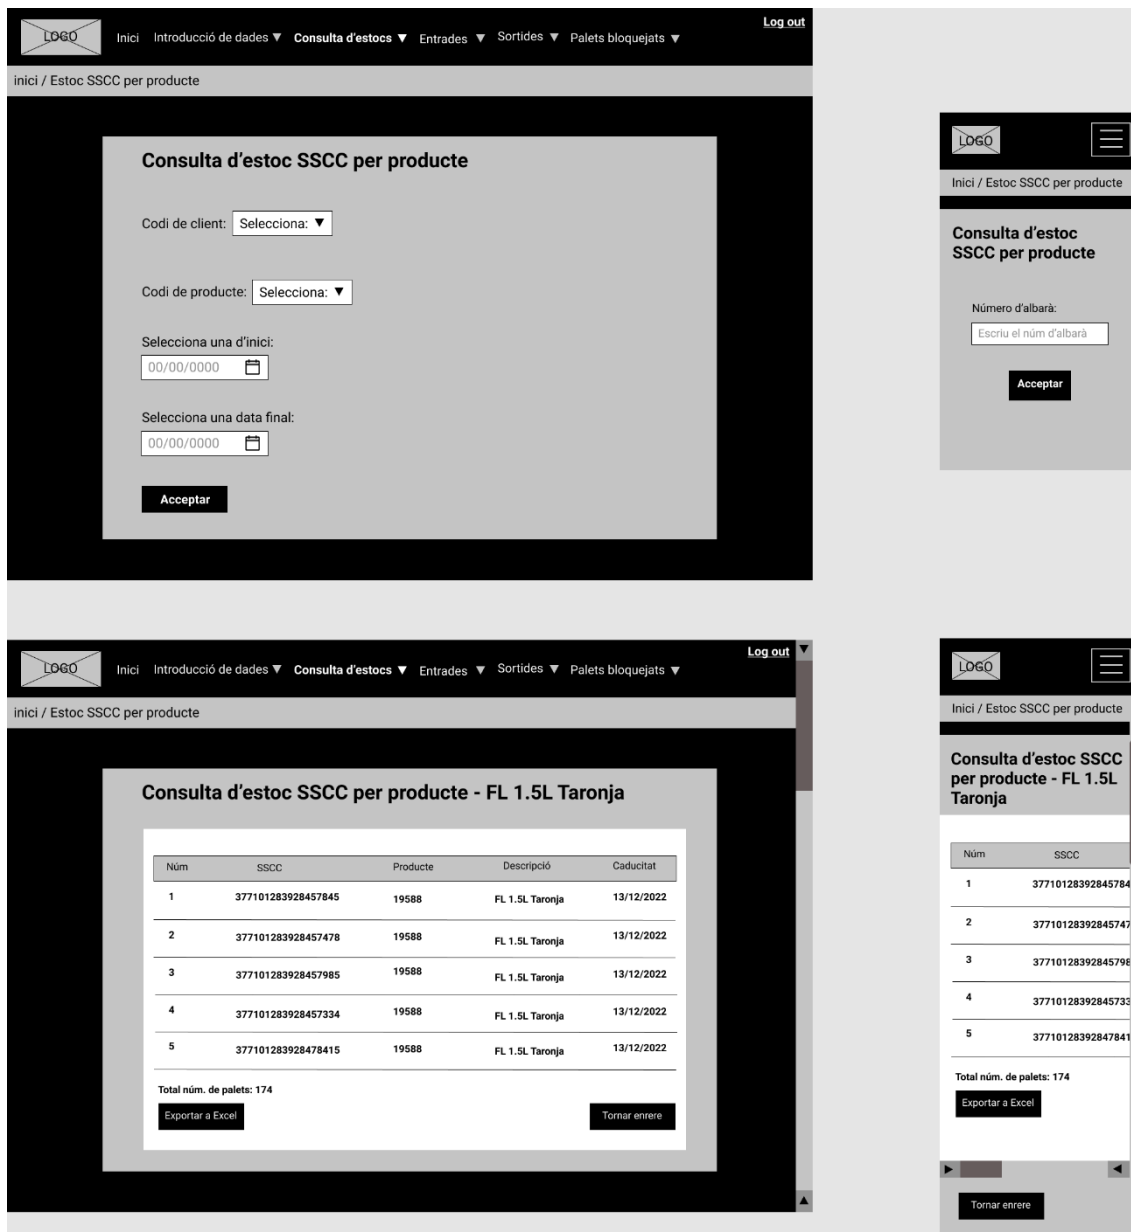 LOGO Inici Introducció de dades ▼ Consulta d'estocs ▼ Entrades ▼ Sortides ▼ Palets bloquejats ▼ Log out
inici / Estoc SSCC per producte
Consulta d'estoc SSCC per producte
Codi de client: Selecciona: ▼
Codi de producte: Selecciona: ▼
Selecciona una d'inici:
00/00/0000
Selecciona una data final:
00/00/0000
Acceptar
LOGO
Inici / Estoc SSCC per producte
Consulta d'estoc
SSCC per producte
Número d'albarà:
Escriu el núm d'albarà
Acceptar
LOGO Inici Introducció de dades ▼ Consulta d'estocs ▼ Entrades ▼ Sortides ▼ Palets bloquejats ▼ Log out
inici / Estoc SSCC per producte
Consulta d'estoc SSCC per producte - FL 1.5L Taronja
Núm SSCC Producte Descripció Caducitat
1 377101283928457845 19588 FL 1.5L Taronja 13/12/2022
2 377101283928457478 19588 FL 1.5L Taronja 13/12/2022
3 377101283928457985 19588 FL 1.5L Taronja 13/12/2022
4 377101283928457334 19588 FL 1.5L Taronja 13/12/2022
5 377101283928478415 19588 FL 1.5L Taronja 13/12/2022
Total núm. de palets: 174
Exportar a Excel Tornar enrere
LOGO
Inici / Estoc SSCC per producte
Consulta d'estoc SSCC
per producte - FL 1.5L
Taronja
Núm SSCC
1 37710128392845784
2 37710128392845747
3 37710128392845798
4 37710128392845733
5 37710128392847841
Total núm. de palets: 174
Exportar a Excel
Tornar enrere